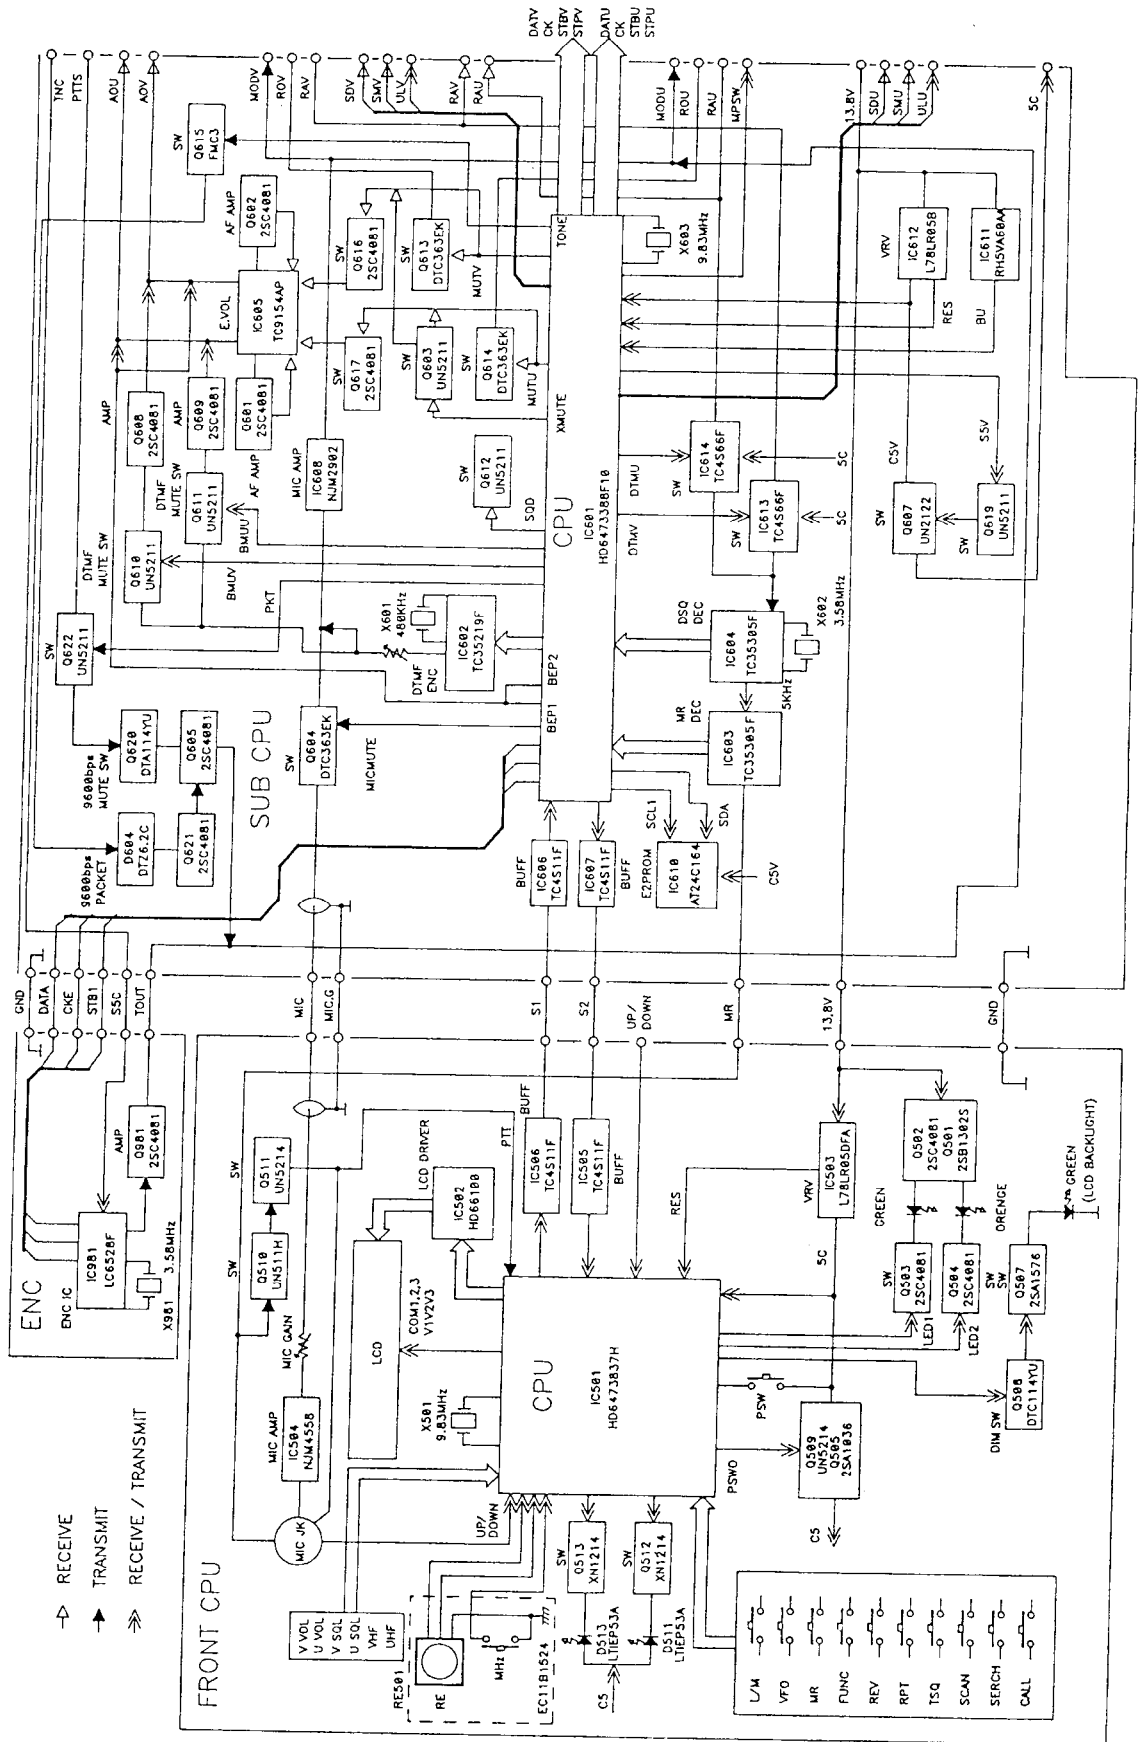 RECEIVE
TRANSMIT
RECEIVE / TRANSMIT
ENC
ENC IC
IC981
LC6528F
X981
3.58MHz
AMP
Q981
2SC4081
GND
DATA
CKE
STB1
S5C
TOUT
FRONT CPU
V VOL
U VOL
V SQL
U SQL
VHF
UHF
RE501
RE
MHz
EC11B1524
MIC JK
UP/
DOWN
MIC AMP
IC504
NJM4558
MIC GAIN
SW
Q510
UN511H
SW
Q511
UN5214
MIC
MIC.G
LCD
COM1,2,3
V1V2V3
LCD DRIVER
IC502
HD66100
X501
9.83MHz
CPU
IC501
HD6473837H
PTT
BUFF
IC506
TC4S11F
IC505
TC4S11F
BUFF
S1
S2
UP/
DOWN
MR
13.8V
GND
RES
VRV
IC503
L78LR05DFA
5C
Q502
2SC4081
Q501
2SB1302S
GREEN
ORENGE
SW
Q503
2SC4081
LED1
Q504
2SC4081
LED2
SW
SW
Q507
2SA1576
GREEN
(LCD BACKLIGHT)
DIM SW
Q508
DTC114YU
PSW
PSWO
Q509
UN5214
Q505
2SA1036
C5
SW
Q513
XN1214
SW
Q512
XN1214
D513
LTIEP53A
D511
LTIEP53A
C5
L/M
VFO
MR
FUNC
REV
RPT
TSQ
SCAN
SERCH
CALL
SUB CPU
9600bps
PACKET
D604
DTZ6.2C
Q621
2SC4081
9600bps
MUTE SW
Q620
DTA114YU
Q605
2SC4081
SW
Q622
UN5211
PKT
SW
Q604
DTC363EK
MICMUTE
DTMF
MUTE SW
Q610
UN5211
BMUV
DTMF
MUTE SW
Q611
UN5211
BMUU
AMP
Q608
2SC4081
AMP
Q609
2SC4081
AF AMP
Q601
2SC4081
E.VOL
IC605
TC9154AP
AF AMP
Q602
2SC4081
SW
Q615
FMC3
MIC AMP
IC608
NJM2902
X601
480KHz
DTMF
ENC
IC602
TC35219F
BEP1
BEP2
SW
Q612
UN5211
SQD
SW
Q617
2SC4081
SW
Q616
2SC4081
SW
Q603
UN5211
SW
Q613
DTC363EK
SW
Q614
DTC363EK
MUTV
MUTU
XMUTE
TONE
CPU
IC601
HD6473388F10
X603
9.83MHz
BUFF
IC606
TC4S11F
IC607
TC4S11F
BUFF
SCL1
SDA
E2PROM
IC610
AT24C164
C5V
MR
DEC
IC603
TC35305F
DSQ
DEC
IC604
TC35305F
5KHz
X602
3.58MHz
DTMV
DTMU
SW
IC614
TC4S66F
5C
SW
IC613
TC4S66F
5C
C5V
SW
Q607
UN2122
S5V
SW
Q619
UN5211
VRV
IC612
L78LR05B
RES
IC611
RH5VA60AA
BU
TNC
PTTS
AOU
AOV
MODV
ROV
RAV
SDV
SMV
ULV
RAV
RAU
DATV
CK
STBV
STPV
DATU
CK
STBU
STPU
MODU
ROU
RAU
MPSW
13.8V
SDU
SMU
ULU
5C